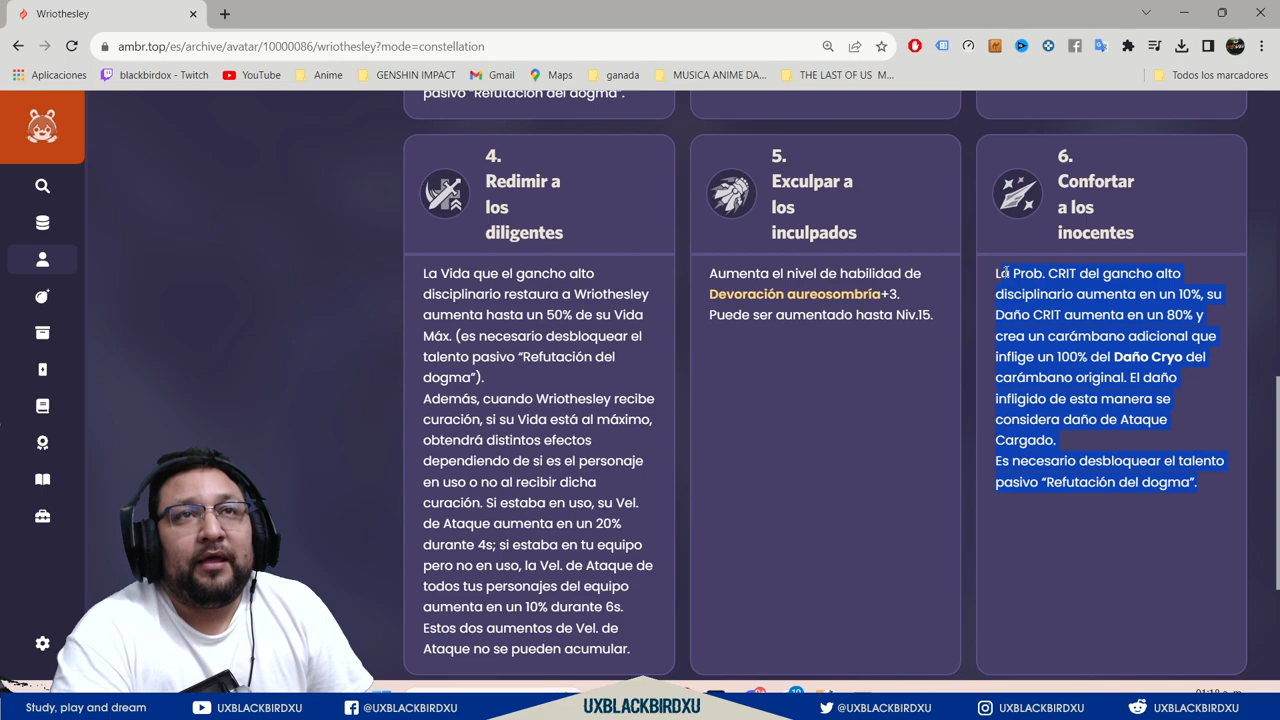 Wriothesley
ambr.top/es/archive/avatar/10000086/wriothesley?mode=constellation
Aplicaciones
blackbirdox - Twitch
YouTube
Anime
GENSHIN IMPACT
Gmail
Maps
ganada
MUSICA ANIME DA...
THE LAST OF US M...
Todos los marcadores
pasivo “Refutación del dogma”.
4.
Redimir a
los
diligentes
La Vida que el gancho alto
disciplinario restaura a Wriothesley
aumenta hasta un 50% de su Vida
Máx. (es necesario desbloquear el
talento pasivo “Refutación del
dogma”).
Además, cuando Wriothesley recibe
curación, si su Vida está al máximo,
obtendrá distintos efectos
dependiendo de si es el personaje
en uso o no al recibir dicha
curación. Si estaba en uso, su Vel.
de Ataque aumenta en un 20%
durante 4s; si estaba en tu equipo
pero no en uso, la Vel. de Ataque de
todos tus personajes del equipo
aumenta en un 10% durante 6s.
Estos dos aumentos de Vel. de
Ataque no se pueden acumular.
5.
Exculpar a
los
inculpados
Aumenta el nivel de habilidad de
Devoración aureosombría+3.
Puede ser aumentado hasta Niv.15.
6.
Confortar
a los
inocentes
La Prob. CRIT del gancho alto
disciplinario aumenta en un 10%, su
Daño CRIT aumenta en un 80% y
crea un carámbano adicional que
inflige un 100% del Daño Cryo del
carámbano original. El daño
infligido de esta manera se
considera daño de Ataque
Cargado.
Es necesario desbloquear el talento
pasivo “Refutación del dogma”.
Study, play and dream
UXBLACKBIRDXU
@UXBLACKBIRDXU
UXBLACKBIRDXU
@UXBLACKBIRDXU
UXBLACKBIRDXU
UXBLACKBIRDXU